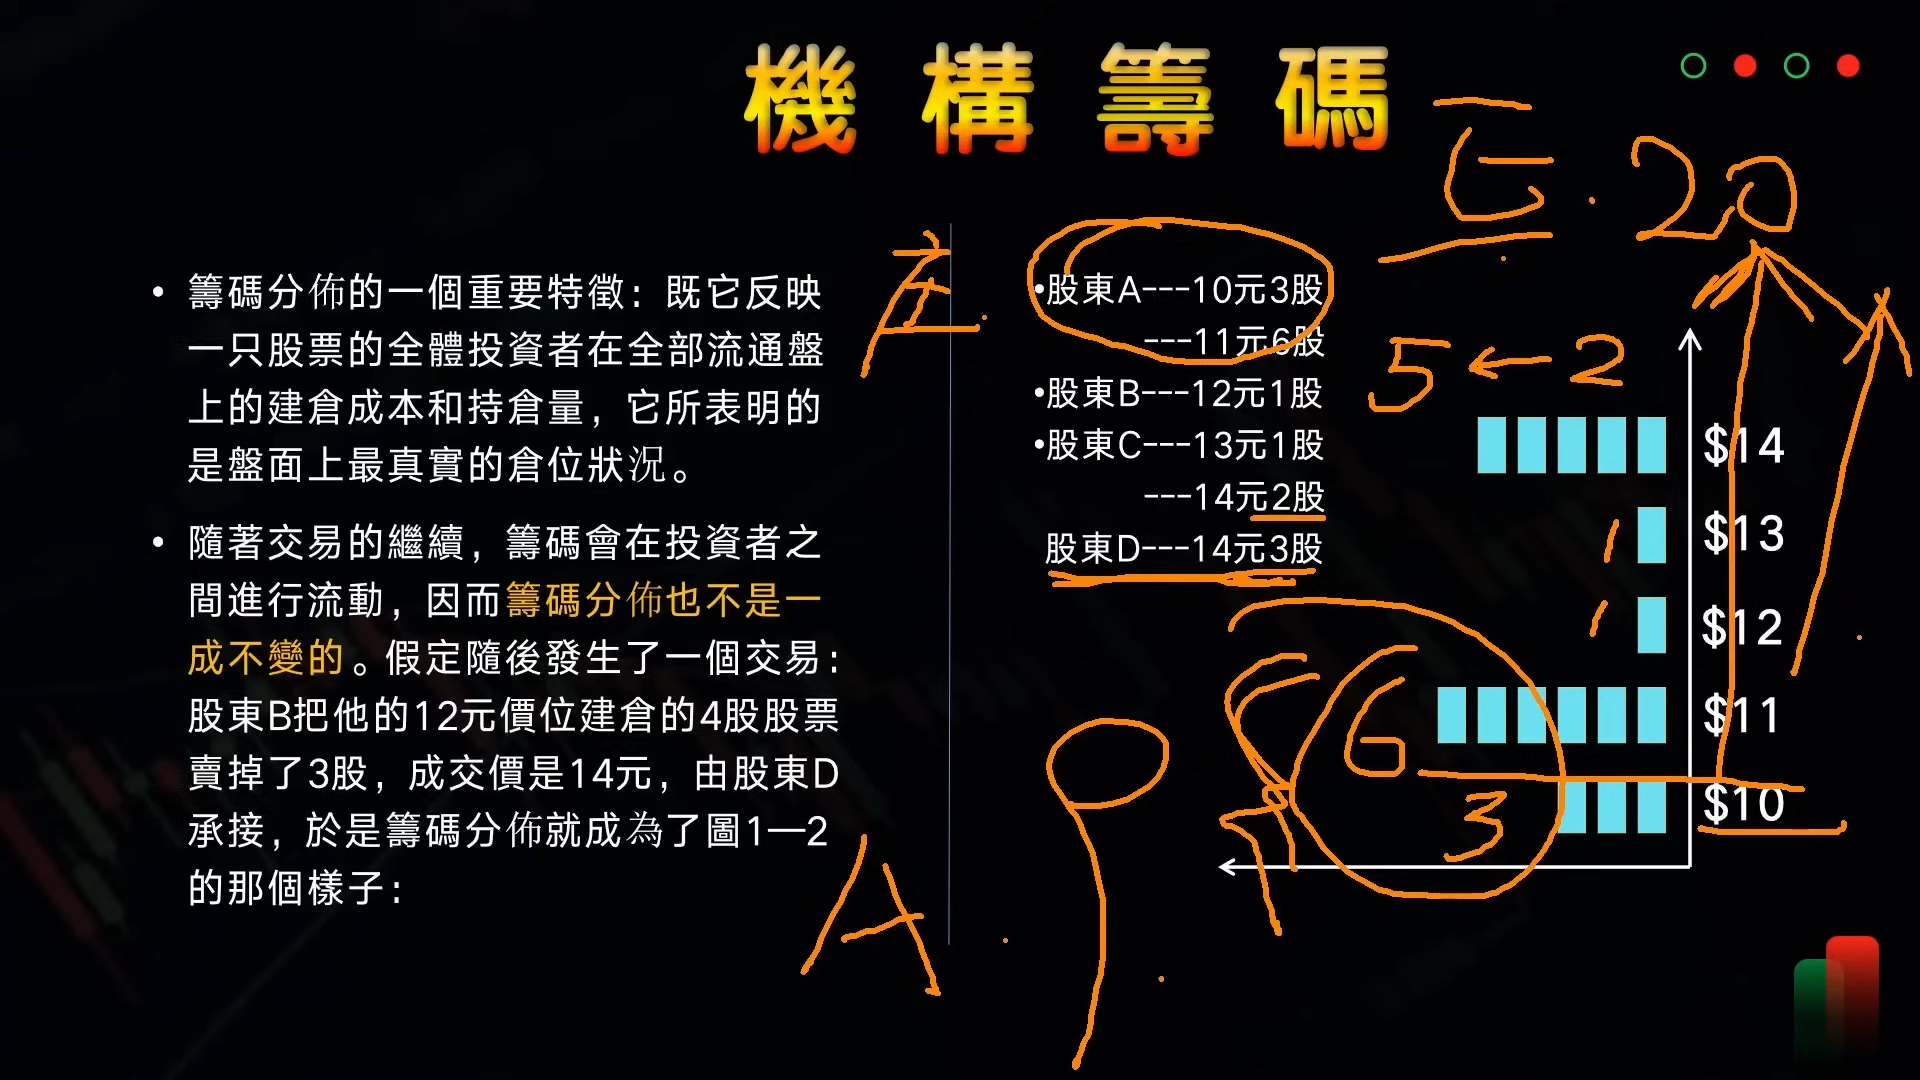 機構籌碼
• 籌碼分佈的一個重要特徵：既它反映
一只股票的全體投資者在全部流通盤
上的建倉成本和持倉量，它所表明的
是盤面上最真實的倉位狀況。
• 隨著交易的繼續，籌碼會在投資者之
間進行流動，因而籌碼分佈也不是一
成不變的。假定隨後發生了一個交易：
股東B把他的12元價位建倉的4股股票
賣掉了3股，成交價是14元，由股東D
承接，於是籌碼分佈就成為了圖1—2
的那個樣子：
•股東A---10元3股
---11元6股
•股東B---12元1股
•股東C---13元1股
---14元2股
股東D---14元3股
E.20
5←2
$14
$13
$12
$11
$10
6
3
A